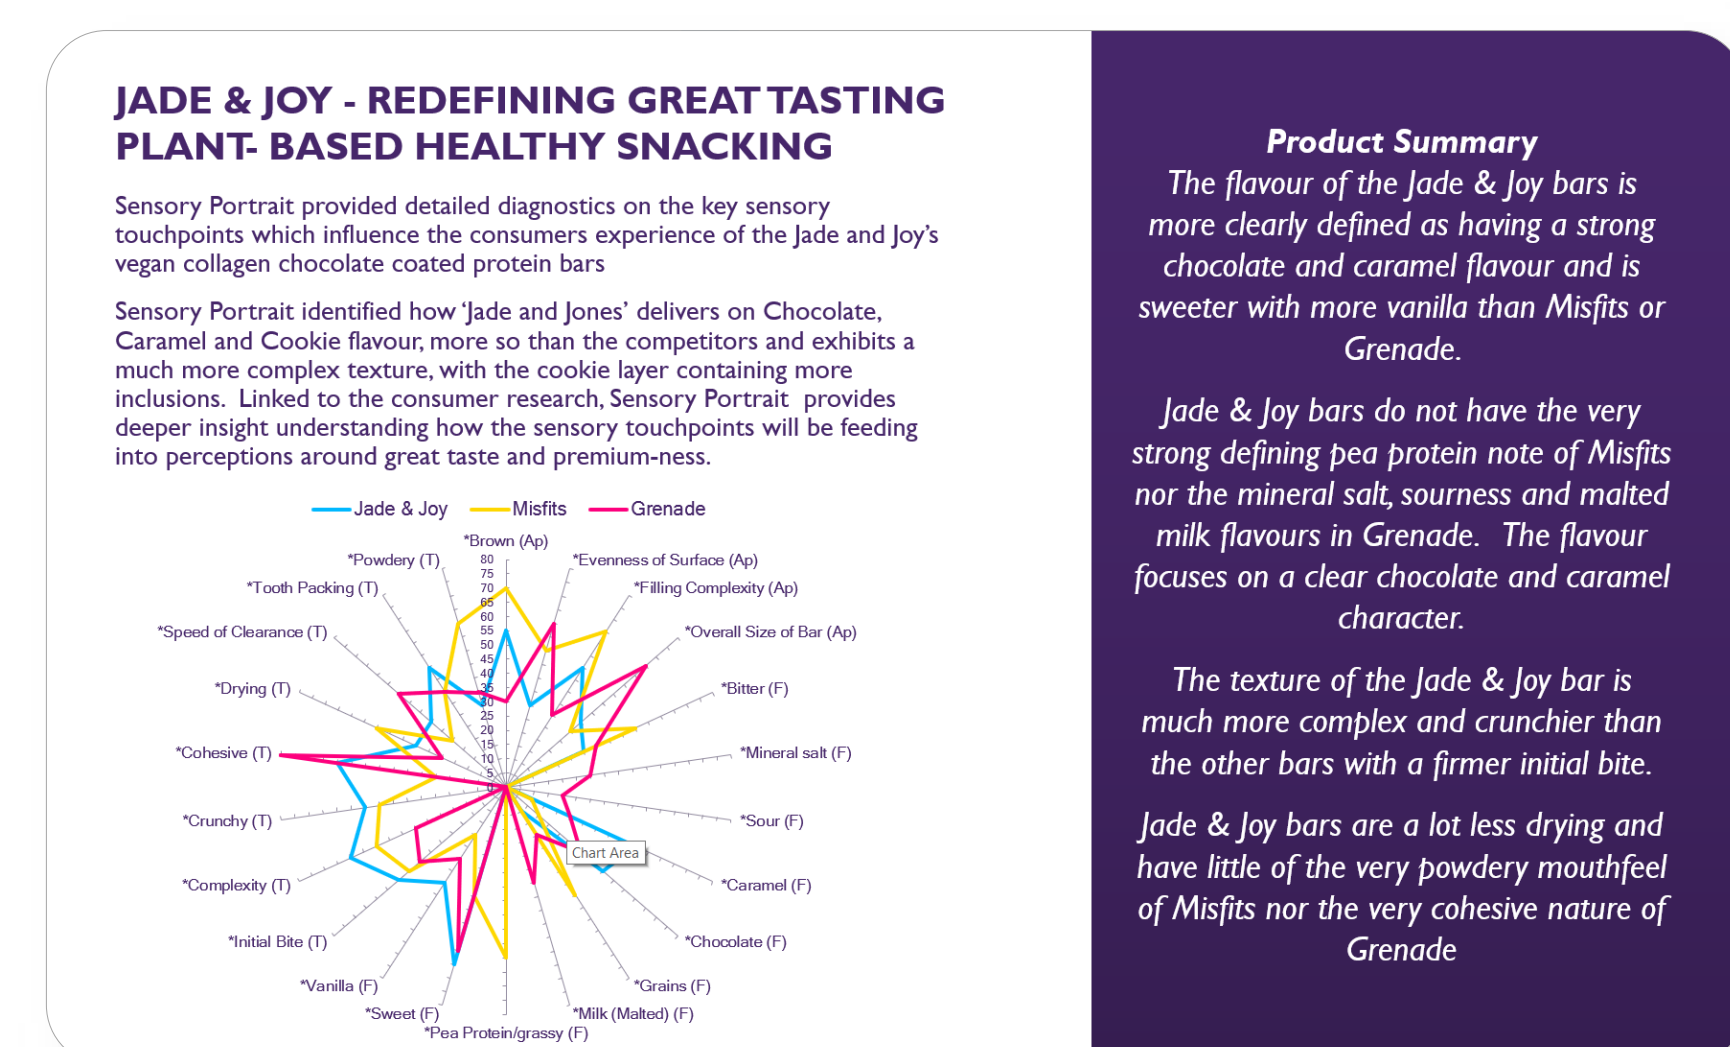 JADE & JOY - REDEFINING GREAT TASTING
PLANT- BASED HEALTHY SNACKING
Sensory Portrait provided detailed diagnostics on the key sensory
touchpoints which influence the consumers experience of the Jade and Joy’s
vegan collagen chocolate coated protein bars
Sensory Portrait identified how ‘Jade and Jones’ delivers on Chocolate,
Caramel and Cookie flavour, more so than the competitors and exhibits a
much more complex texture, with the cookie layer containing more
inclusions.  Linked to the consumer research, Sensory Portrait  provides
deeper insight understanding how the sensory touchpoints will be feeding
into perceptions around great taste and premium-ness.
Jade & Joy
Misfits
Grenade
*Brown (Ap)
*Evenness of Surface (Ap)
*Filling Complexity (Ap)
*Overall Size of Bar (Ap)
*Bitter (F)
*Mineral salt (F)
*Sour (F)
*Caramel (F)
*Chocolate (F)
*Grains (F)
*Milk (Malted) (F)
*Pea Protein/grassy (F)
*Sweet (F)
*Vanilla (F)
*Initial Bite (T)
*Complexity (T)
*Crunchy (T)
*Cohesive (T)
*Drying (T)
*Speed of Clearance (T)
*Tooth Packing (T)
*Powdery (T)
80
75
70
65
60
55
50
45
40
35
30
25
20
15
10
5
0
Chart Area
Product Summary
The flavour of the Jade & Joy bars is
more clearly defined as having a strong
chocolate and caramel flavour and is
sweeter with more vanilla than Misfits or
Grenade.
Jade & Joy bars do not have the very
strong defining pea protein note of Misfits
nor the mineral salt, sourness and malted
milk flavours in Grenade.  The flavour
focuses on a clear chocolate and caramel
character.
The texture of the Jade & Joy bar is
much more complex and crunchier than
the other bars with a firmer initial bite.
Jade & Joy bars are a lot less drying and
have little of the very powdery mouthfeel
of Misfits nor the very cohesive nature of
Grenade